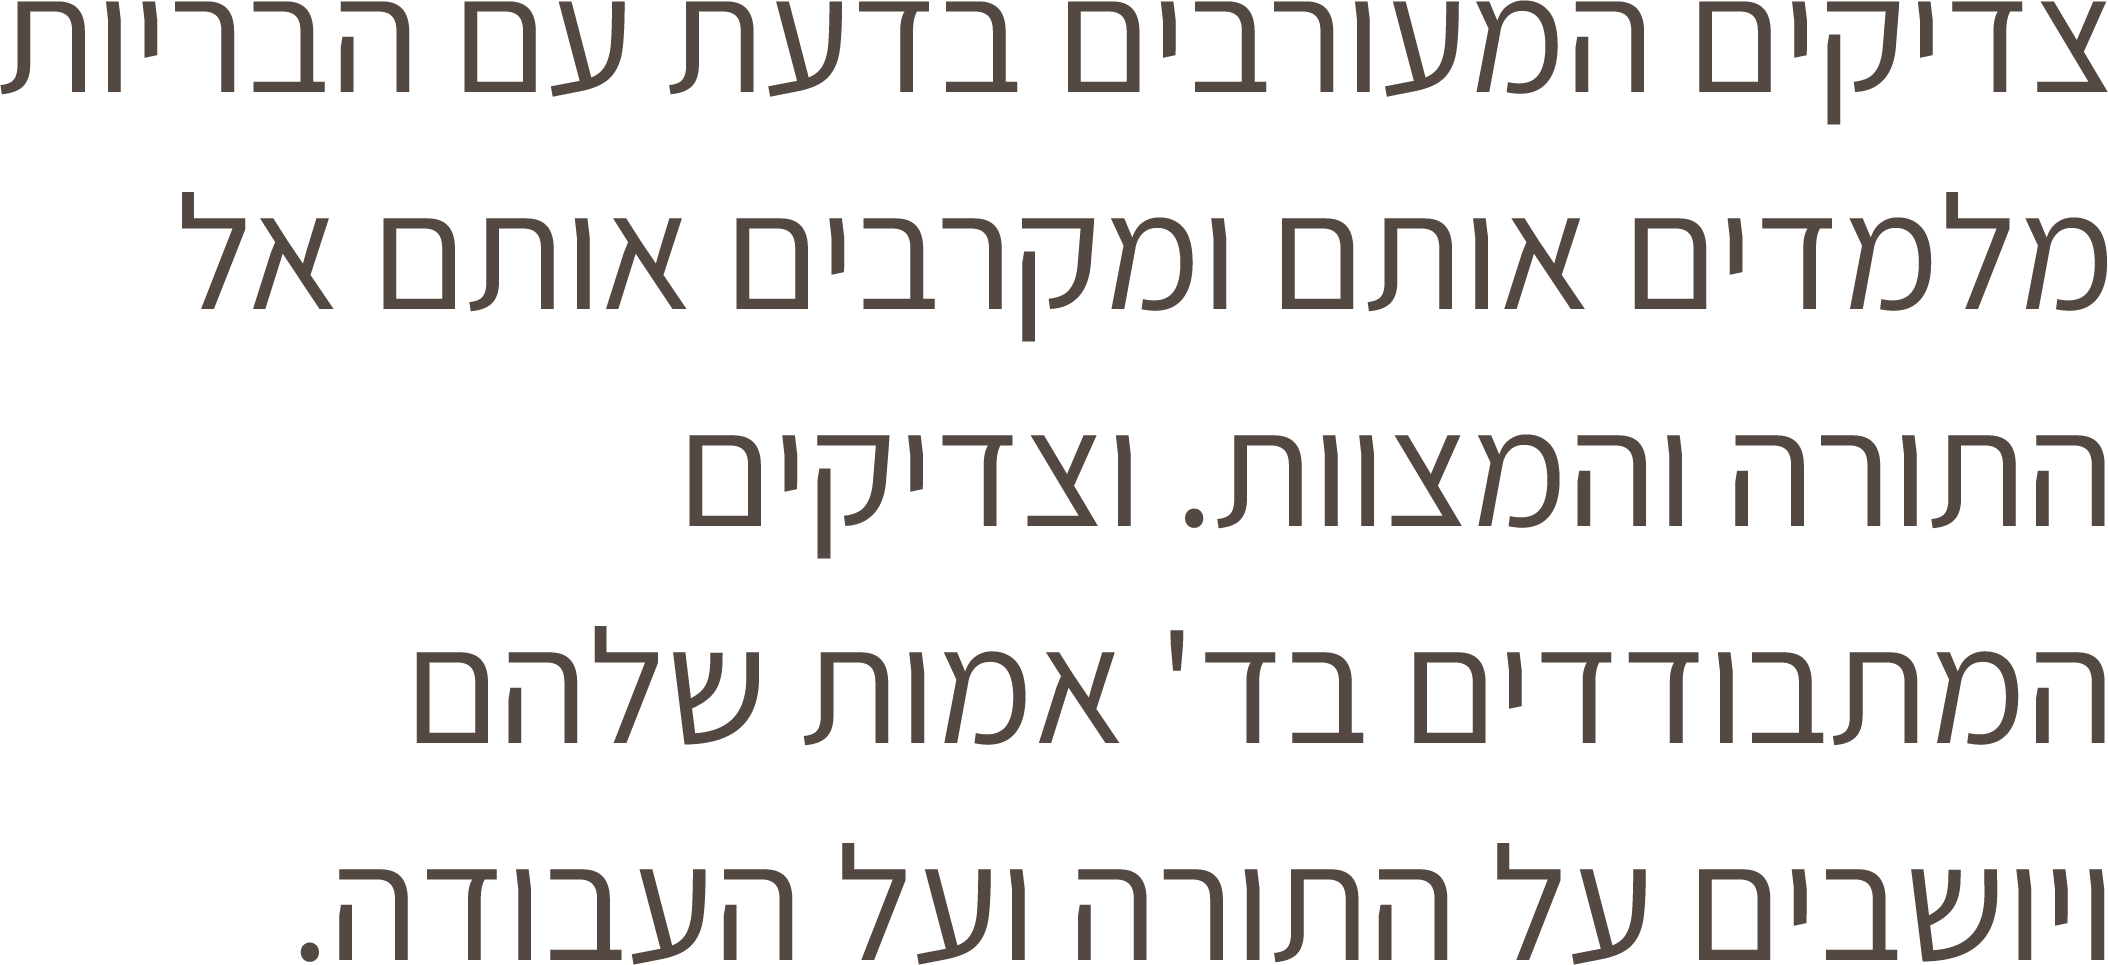 צדיקים המעורבים בדעת עם הבריות
מלמדים אותם ומקרבים אותם אל
התורה והמצוות. וצדיקים
המתבודדים בד' אמות שלהם
ויושבים על התורה ועל העבודה.